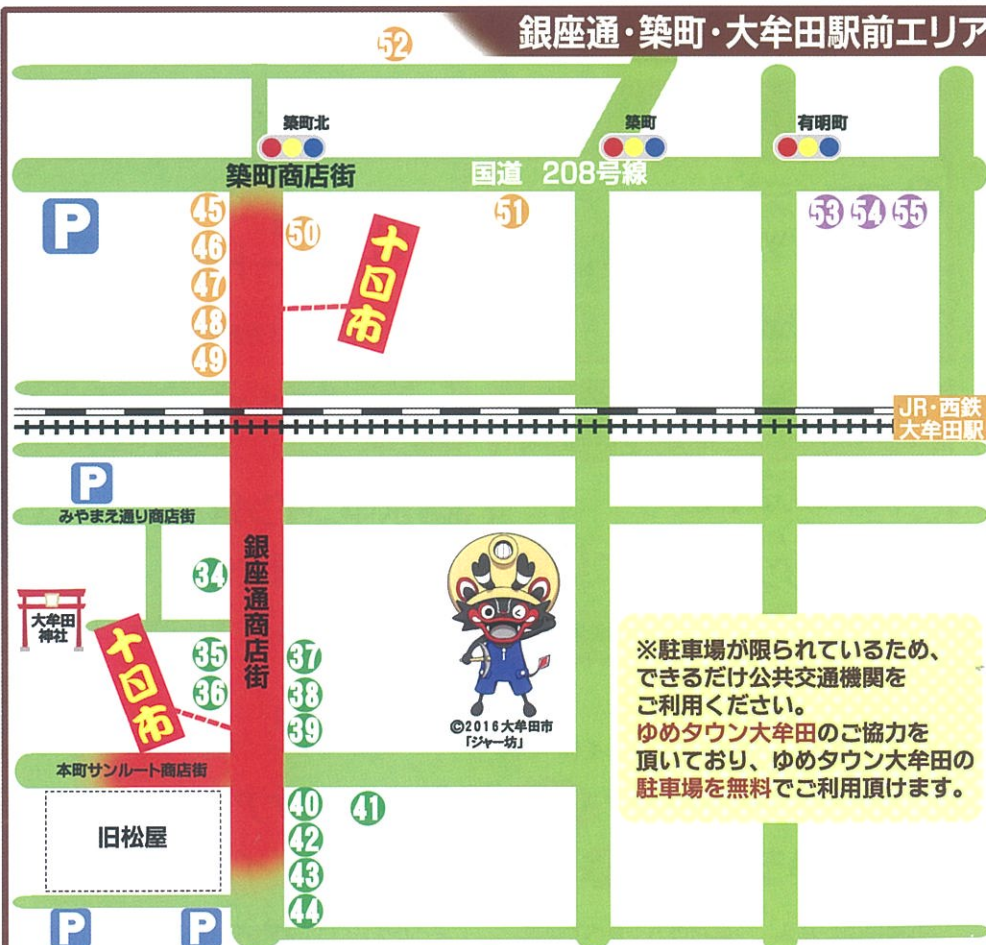 銀座通・築町・大牟田駅前エリア
52
築町北
築町
有明町
築町商店街
国道 208号線
P
45
46
47
48
49
50
51
53 54 55
十日市
JR・西鉄
大牟田駅
P
みやまえ通り商店街
銀座通商店街
34
大牟田
神社
十日市
35
36
37
38
39
©2016大牟田市
「ジャー坊」
※駐車場が限られているため、
できるだけ公共交通機関を
ご利用ください。
ゆめタウン大牟田のご協力を
頂いており、ゆめタウン大牟田の
駐車場を無料でご利用頂けます。
本町サンルート商店街
旧松屋
40
41
42
43
44
P
P